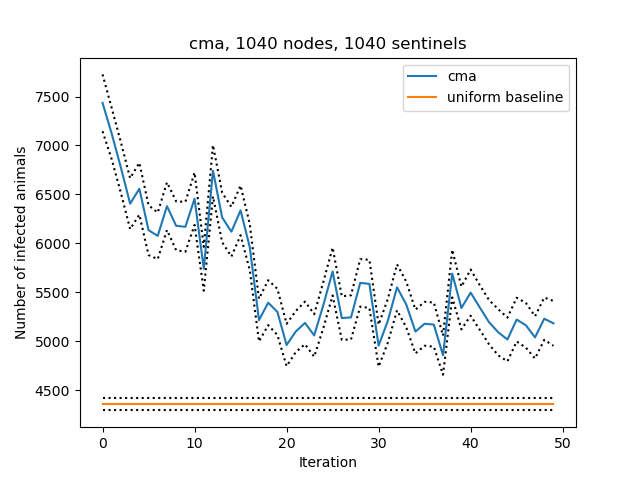 cma, 1040 nodes, 1040 sentinels
cma
uniform baseline
Number of infected animals
7500
7000
6500
6000
5500
5000
4500
0 10 20 30 40 50
Iteration